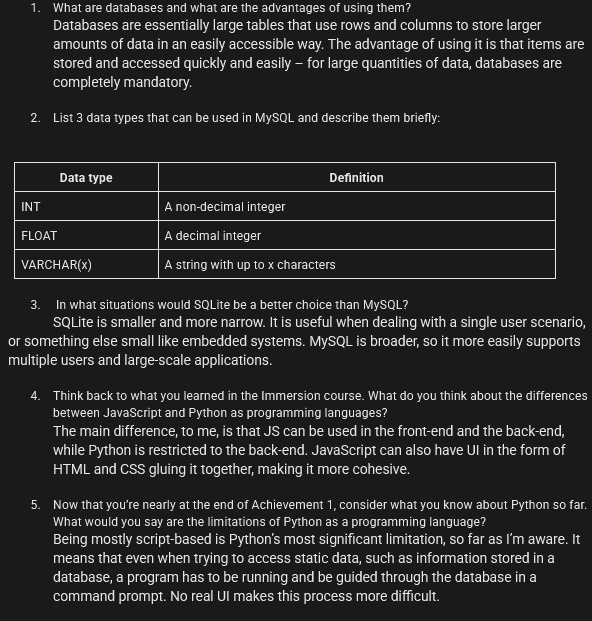 1. What are databases and what are the advantages of using them?
Databases are essentially large tables that use rows and columns to store larger
amounts of data in an easily accessible way. The advantage of using it is that items are
stored and accessed quickly and easily – for large quantities of data, databases are
completely mandatory.
2. List 3 data types that can be used in MySQL and describe them briefly:
Data type Definition
INT A non-decimal integer
FLOAT A decimal integer
VARCHAR(x) A string with up to x characters
3. In what situations would SQLite be a better choice than MySQL?
SQLite is smaller and more narrow. It is useful when dealing with a single user scenario,
or something else small like embedded systems. MySQL is broader, so it more easily supports
multiple users and large-scale applications.
4. Think back to what you learned in the Immersion course. What do you think about the differences
between JavaScript and Python as programming languages?
The main difference, to me, is that JS can be used in the front-end and the back-end,
while Python is restricted to the back-end. JavaScript can also have UI in the form of
HTML and CSS gluing it together, making it more cohesive.
5. Now that you're nearly at the end of Achievement 1, consider what you know about Python so far.
What would you say are the limitations of Python as a programming language?
Being mostly script-based is Python's most significant limitation, so far as I'm aware. It
means that even when trying to access static data, such as information stored in a
database, a program has to be running and be guided through the database in a
command prompt. No real UI makes this process more difficult.